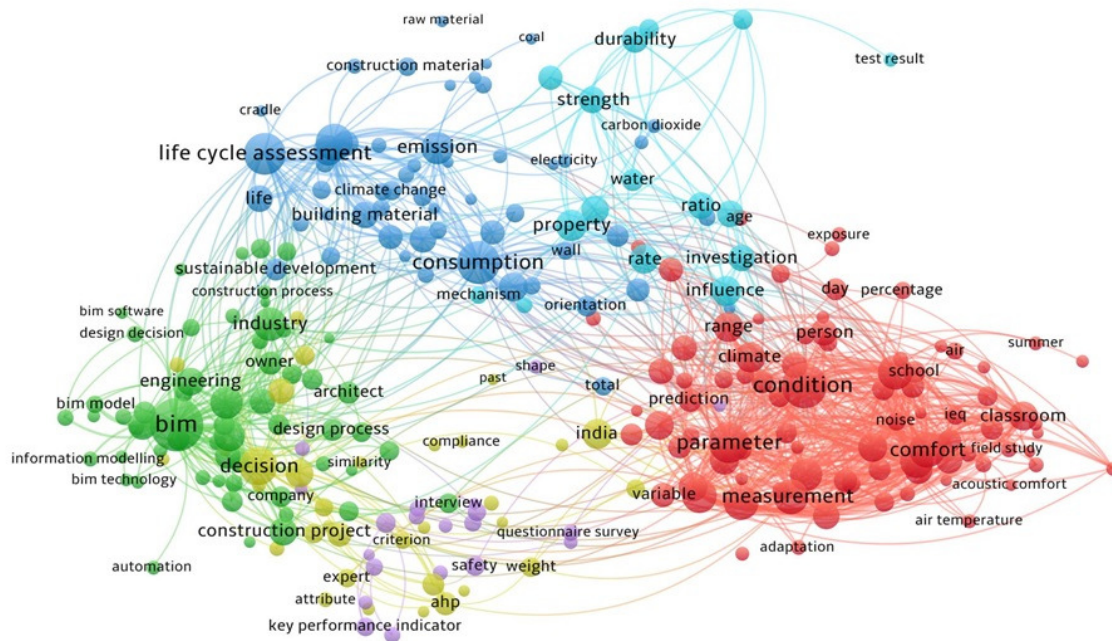 raw material
coal
durability
construction material
test result
strength
cradle
carbon dioxide
life cycle assessment
emission
electricity
climate change
water
life
building material
ratio
age
property
exposure
wall
consumption
rate
investigation
sustainable development
mechanism
influence
day
percentage
construction process
orientation
bim software
design decision
industry
range
person
summer
owner
climate
air
shape
school
engineering
past
total
condition
architect
bim model
prediction
noise
ieq
classroom
bim
design process
india
compliance
parameter
comfort
field study
information modelling
decision
similarity
bim technology
acoustic comfort
company
variable
measurement
interview
air temperature
construction project
questionnaire survey
criterion
adaptation
automation
safety
weight
expert
attribute
ahp
key performance indicator